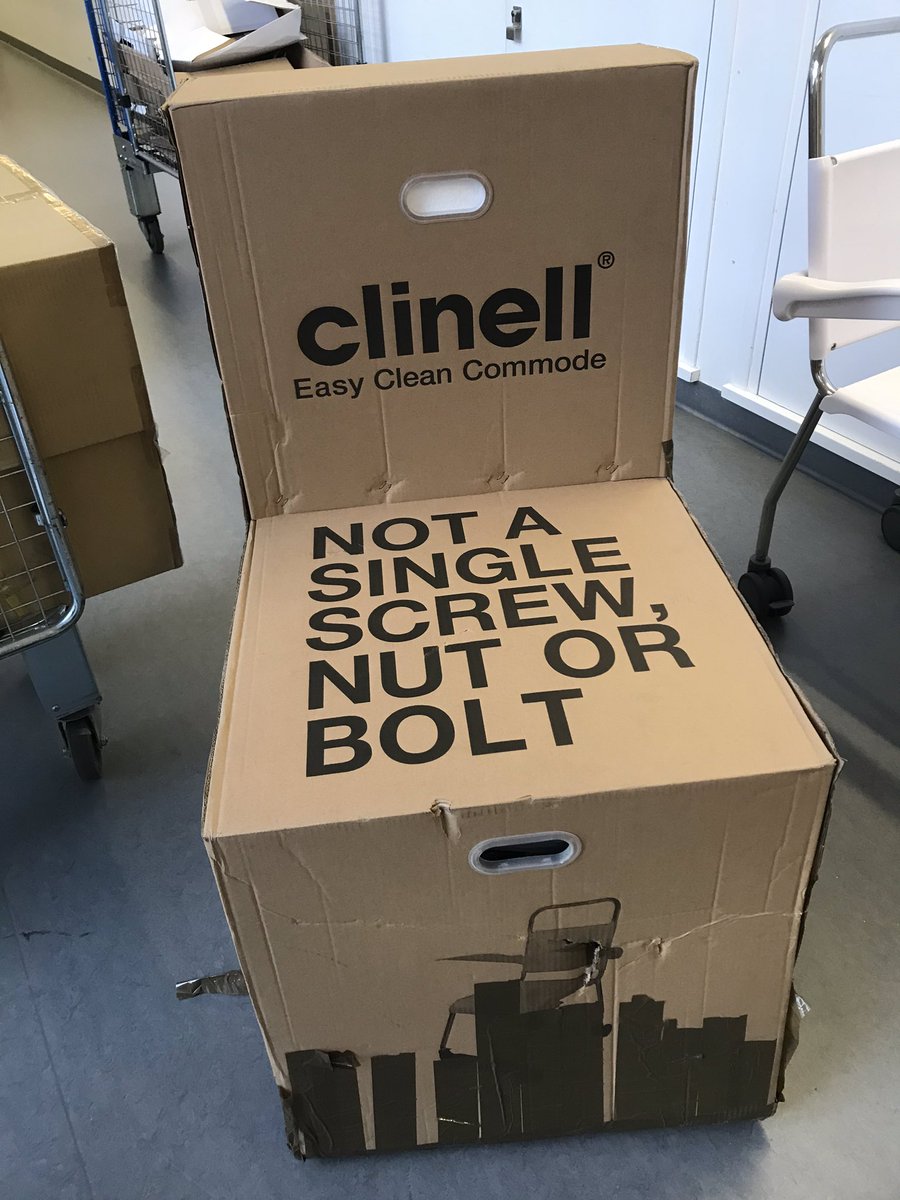 clinell®
Easy Clean Commode
NOT A
SINGLE
SCREW,
NUT OR
BOLT